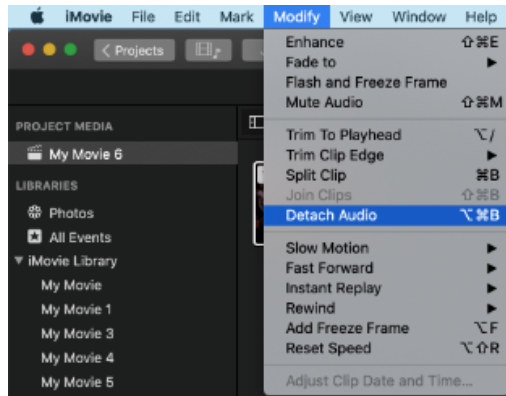 iMovie File Edit Mark Modify View Window Help
Projects
Enhance ⇧⌘E
Fade to ▶
Flash and Freeze Frame
Mute Audio ⇧⌘M
Trim To Playhead ⌥/
Trim Clip Edge ▶
Split Clip ⌘B
Join Clips ⇧⌘B
Detach Audio ⌥⌘B
Slow Motion ▶
Fast Forward ▶
Instant Replay ▶
Rewind ▶
Add Freeze Frame ⌥F
Reset Speed ⌥⇧R
Adjust Clip Date and Time...
PROJECT MEDIA
My Movie 6
LIBRARIES
Photos
All Events
▼ iMovie Library
My Movie
My Movie 1
My Movie 3
My Movie 4
My Movie 5